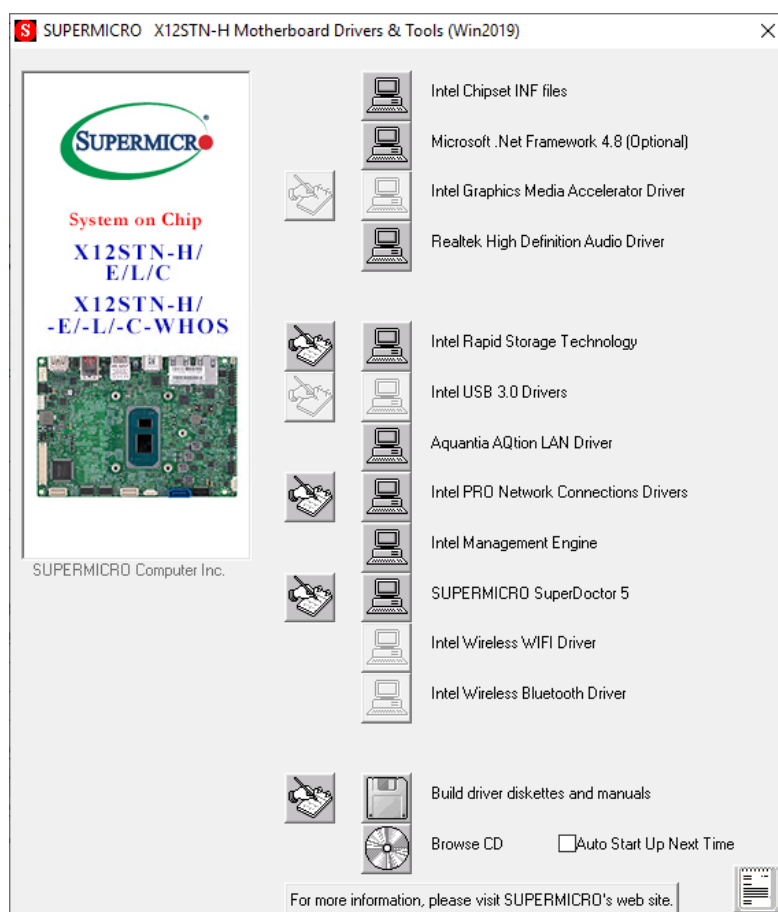 S SUPERMICRO X12STN-H Motherboard Drivers & Tools (Win2019)
SUPERMICRO
System on Chip
X12STN-H/
E/L/C
X12STN-H/
-E/-L/-C-WHOS
SUPERMICRO Computer Inc.
Intel Chipset INF files
Microsoft .Net Framework 4.8 (Optional)
Intel Graphics Media Accelerator Driver
Realtek High Definition Audio Driver
Intel Rapid Storage Technology
Intel USB 3.0 Drivers
Aquantia AQtion LAN Driver
Intel PRO Network Connections Drivers
Intel Management Engine
SUPERMICRO SuperDoctor 5
Intel Wireless WIFI Driver
Intel Wireless Bluetooth Driver
Build driver diskettes and manuals
Browse CD Auto Start Up Next Time
For more information, please visit SUPERMICRO's web site.